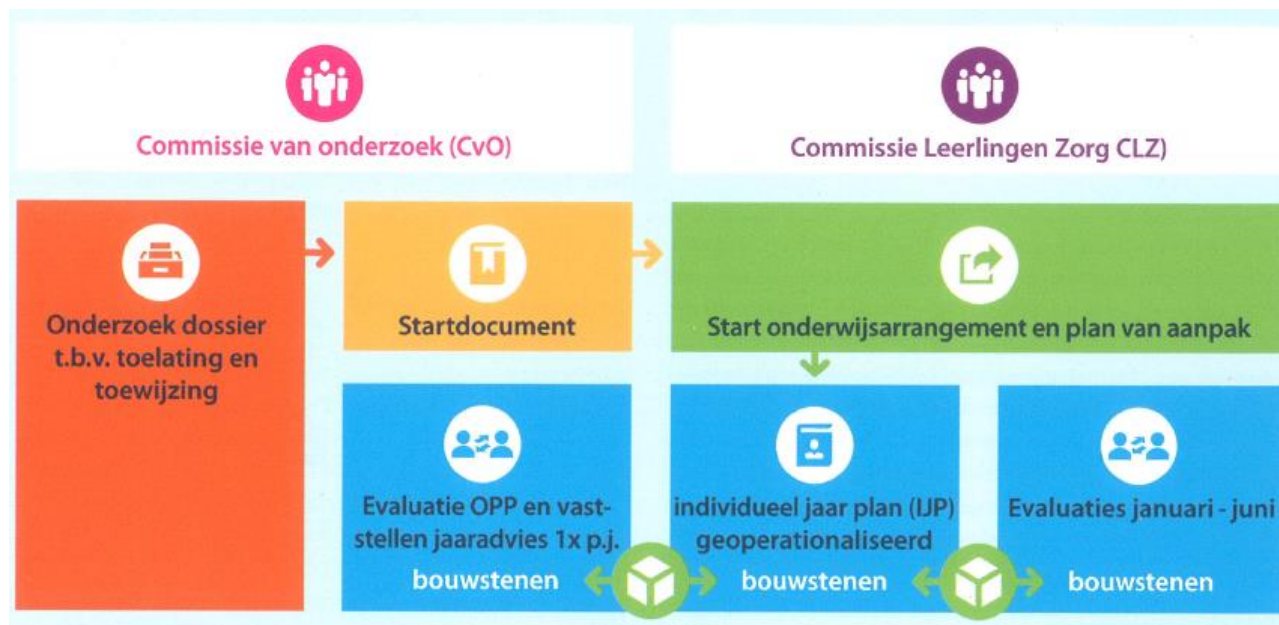 Commissie van onderzoek (CvO)
Commissie Leerlingen Zorg CLZ)
Onderzoek dossier
t.b.v. toelating en
toewijzing
Startdocument
Start onderwijsarrangement en plan van aanpak
Evaluatie OPP en vast-
stellen jaaradvies 1x p.j.
bouwstenen
individueel jaar plan (IJP)
geoperationaliseerd
bouwstenen
Evaluaties januari - juni
bouwstenen